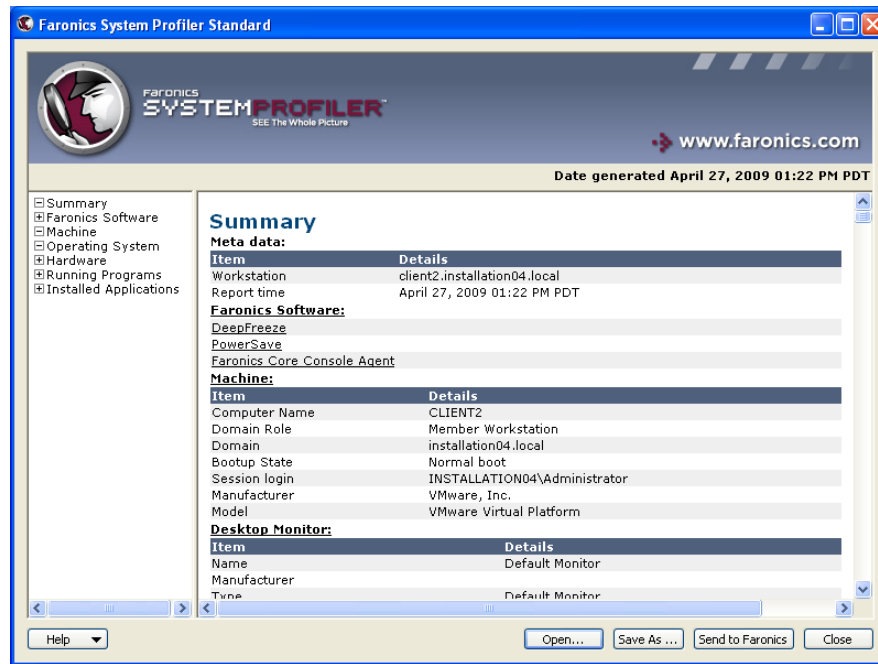 Faronics System Profiler Standard
FARONICS
SYSTEMPROFILER™
SEE The Whole Picture
www.faronics.com
Date generated April 27, 2009 01:22 PM PDT
Summary
Faronics Software
Machine
Operating System
Hardware
Running Programs
Installed Applications
Summary
Meta data:
Item Details
Workstation client2.installation04.local
Report time April 27, 2009 01:22 PM PDT
Faronics Software:
DeepFreeze
PowerSave
Faronics Core Console Agent
Machine:
Item Details
Computer Name CLIENT2
Domain Role Member Workstation
Domain installation04.local
Bootup State Normal boot
Session login INSTALLATION04\Administrator
Manufacturer VMware, Inc.
Model VMware Virtual Platform
Desktop Monitor:
Item Details
Name Default Monitor
Manufacturer
Type Default Monitor
Help Open... Save As ... Send to Faronics Close